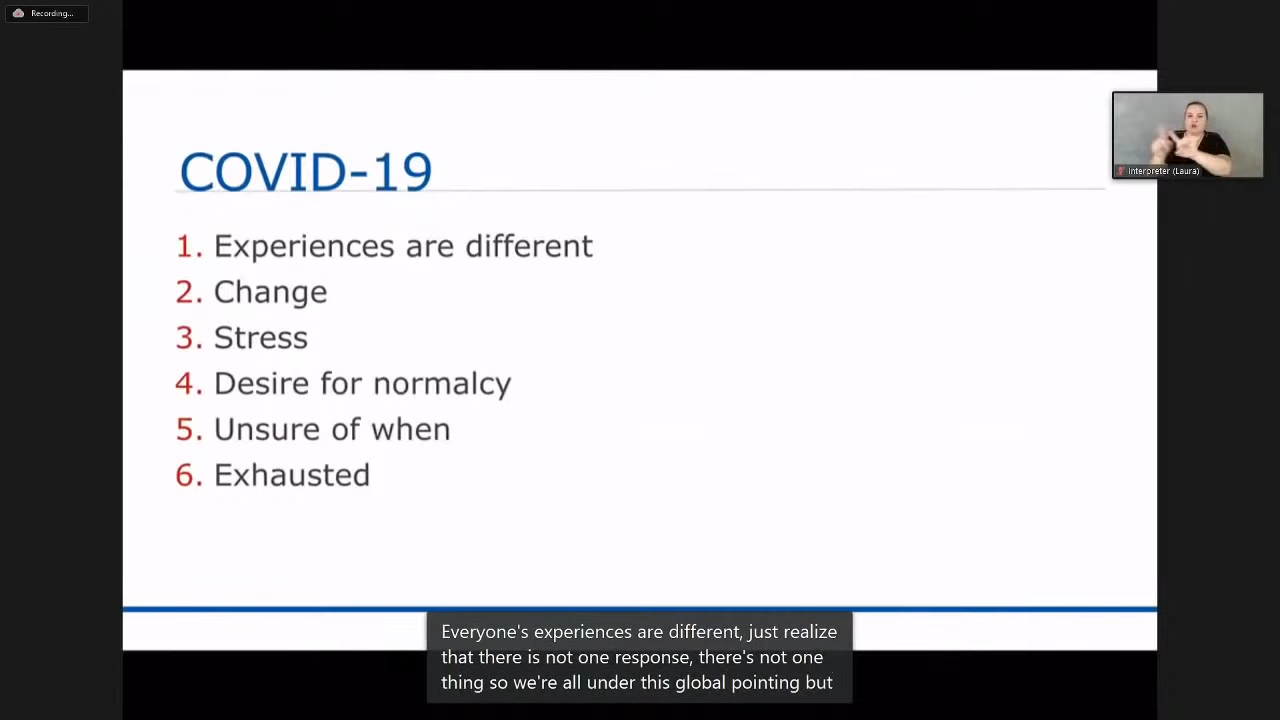 Recording...
COVID-19
1. Experiences are different
2. Change
3. Stress
4. Desire for normalcy
5. Unsure of when
6. Exhausted
Interpreter (Laura)
Everyone's experiences are different, just realize
that there is not one response, there's not one
thing so we're all under this global pointing but